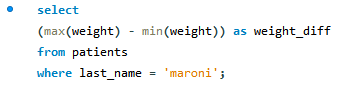 select
(max(weight) - min(weight)) as weight_diff
from patients
where last_name = 'maroni';